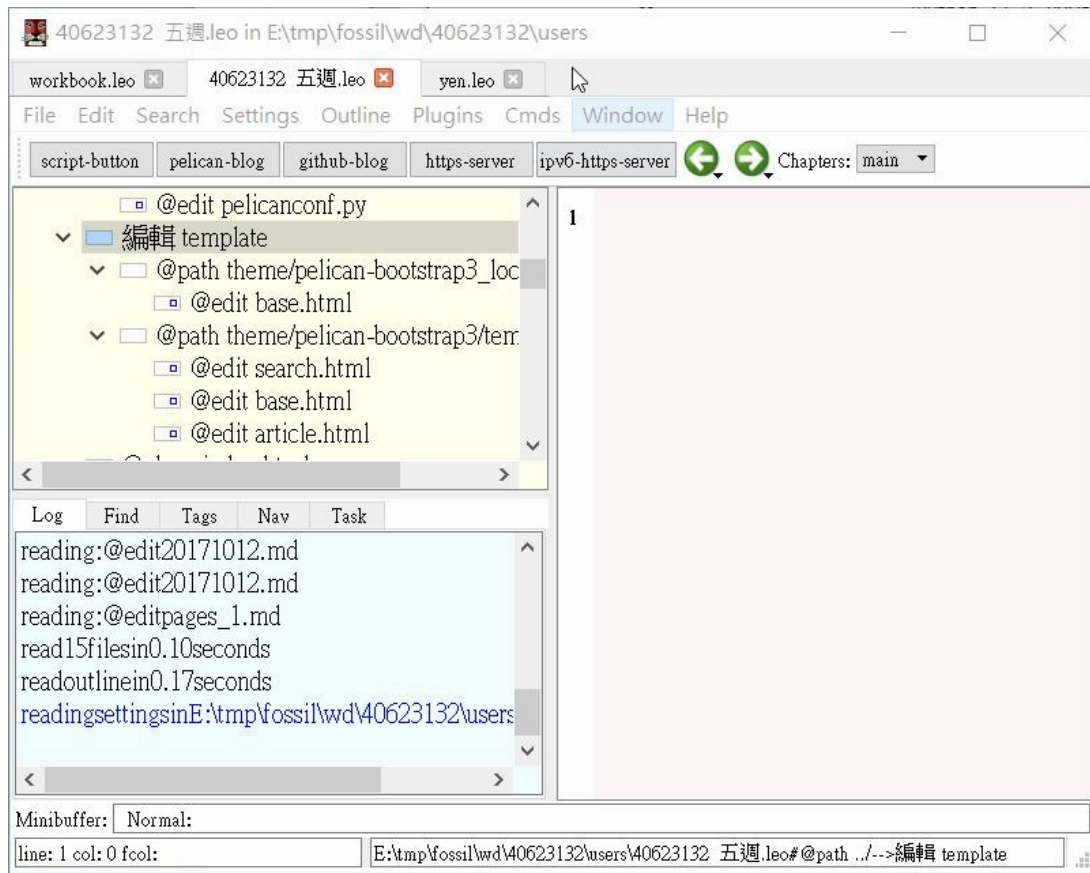 40623132 五週.leo in E:\tmp\fossil\wd\40623132\users
workbook.leo 40623132 五週.leo yen.leo
File Edit Search Settings Outline Plugins Cmds Window Help
script-button pelican-blog github-blog https-server ipv6-https-server Chapters: main
@edit pelicanconf.py
編輯 template
@path theme/pelican-bootstrap3_loc
@edit base.html
@path theme/pelican-bootstrap3/tem
@edit search.html
@edit base.html
@edit article.html
1
Log Find Tags Nav Task
reading:@edit20171012.md
reading:@edit20171012.md
reading:@editpages_1.md
read15filesin0.10seconds
readoutlinein0.17seconds
readingsettingsinE:\tmp\fossil\wd\40623132\users
Minibuffer: Normal:
line: 1 col: 0 fcol:
E:\tmp\fossil\wd\40623132\users\40623132 五週.leo#@path ../-->編輯 template